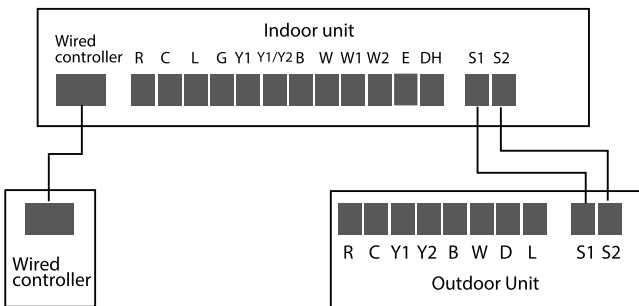 Indoor unit
Wired
controller
R C L G Y1 Y1/Y2 B W W1 W2 E DH S1 S2
R C Y1 Y2 B W D L S1 S2
Wired
controller
Outdoor Unit